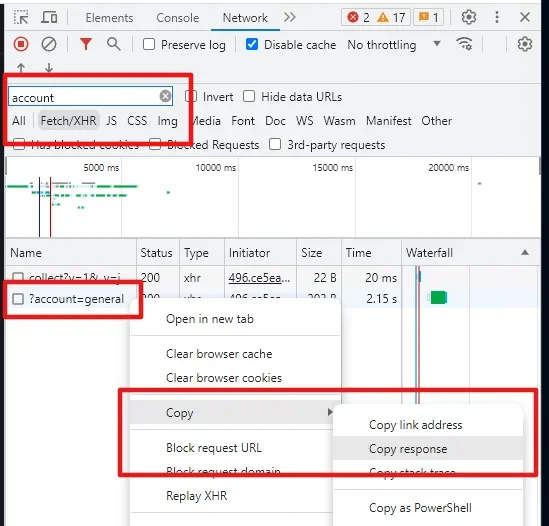 Elements Console Network >> 2 17 1
Preserve log Disable cache No throttling
account Invert Hide data URLs
All Fetch/XHR JS CSS Img Media Font Doc WS Wasm Manifest Other
Has blocked cookies Blocked Requests 3rd-party requests
5000 ms 10000 ms 15000 ms 20000 ms
Name Status Type Initiator Size Time Waterfall
collect?v=1&_v=j... 200 xhr 496.ce5ea... 22 B 20 ms
?account=general 200 xhr 496.ce5ea... 203 B 2.15 s
Open in new tab
Clear browser cache
Clear browser cookies
Copy
Copy link address
Block request URL
Copy response
Block request domain
Copy stack trace
Replay XHR
Copy as PowerShell